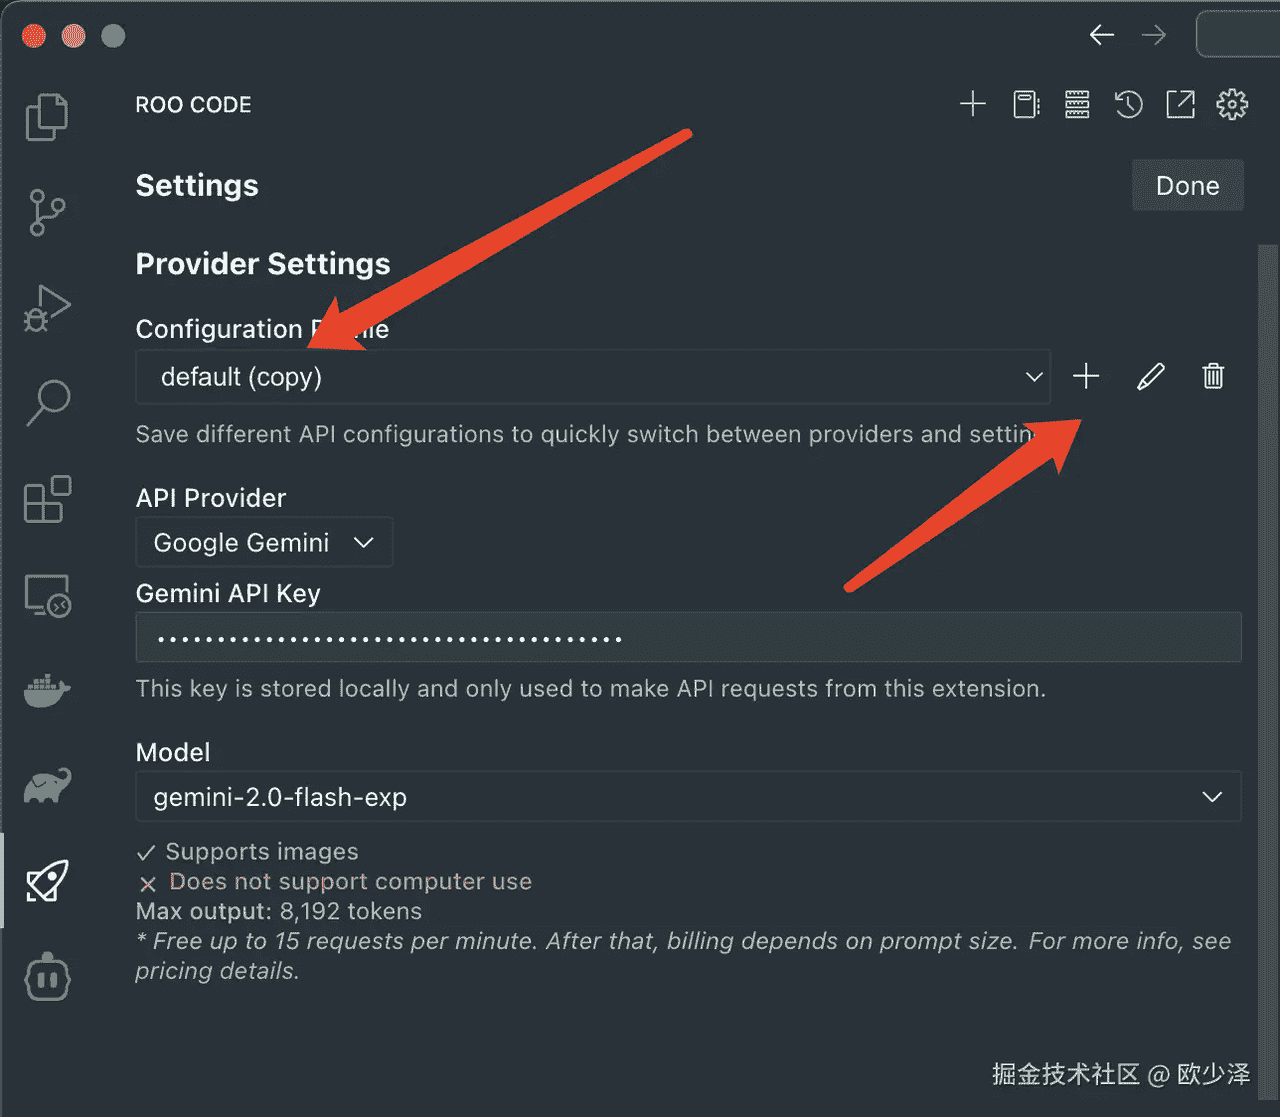 ROO CODE
Settings
Done
Provider Settings
Configuration
default (copy)
Save different API configurations to quickly switch between providers and
API Provider
Google Gemini
Gemini API Key
•••••••••••••••••••••••••••••••••••••••
This key is stored locally and only used to make API requests from this extension.
Model
gemini-2.0-flash-exp
Supports images
Does not support computer use
Max output: 8,192 tokens
* Free up to 15 requests per minute. After that, billing depends on prompt size. For more info, see
pricing details.
掘金技术社区 @ 欧少泽